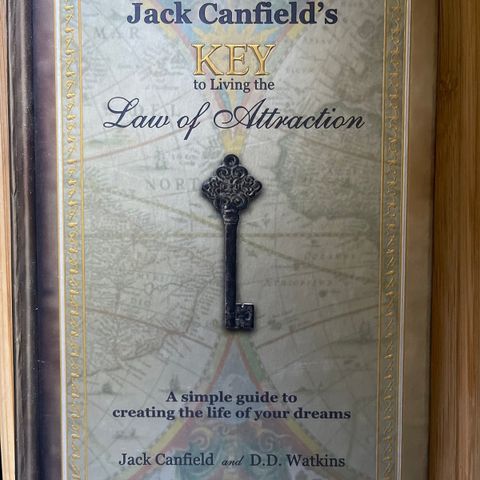 Jack Canfield's
KEY
to Living the
Law of Attraction
A simple guide to
creating the life of your dreams
Jack Canfield and D.D. Watkins